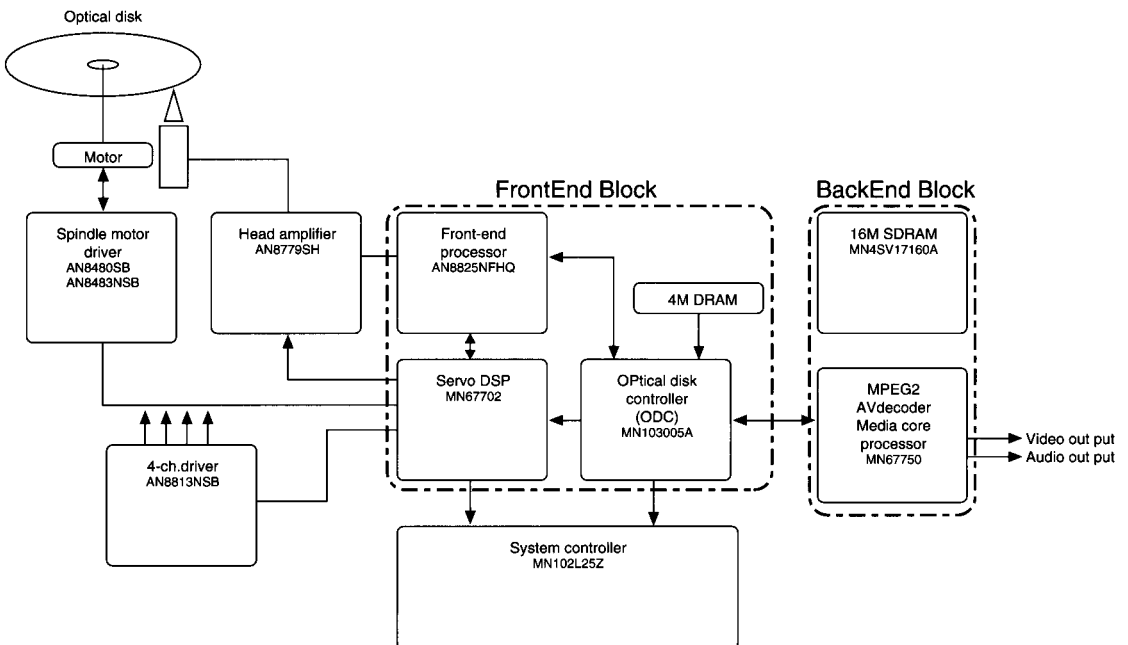 Optical disk
Motor
FrontEnd Block
BackEnd Block
Spindle motor
driver
AN8480SB
AN8483NSB
Head amplifier
AN8779SH
Front-end
processor
AN8825NFHQ
16M SDRAM
MN4SV17160A
4M DRAM
Servo DSP
MN67702
OPtical disk
controller
(ODC)
MN103005A
MPEG2
AVdecoder
Media core
processor
MN67750
Video out put
Audio out put
4-ch.driver
AN8813NSB
System controller
MN102L25Z